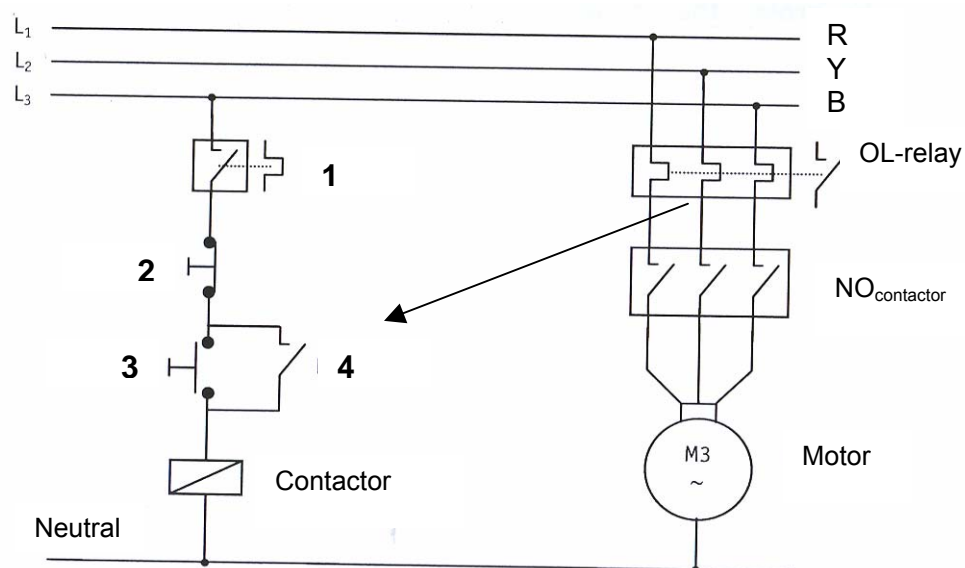 L₁ R
L₂ Y
L₃ B
1 OL-relay
2 NOcontactor
3 4
M3
~
Contactor Motor
Neutral